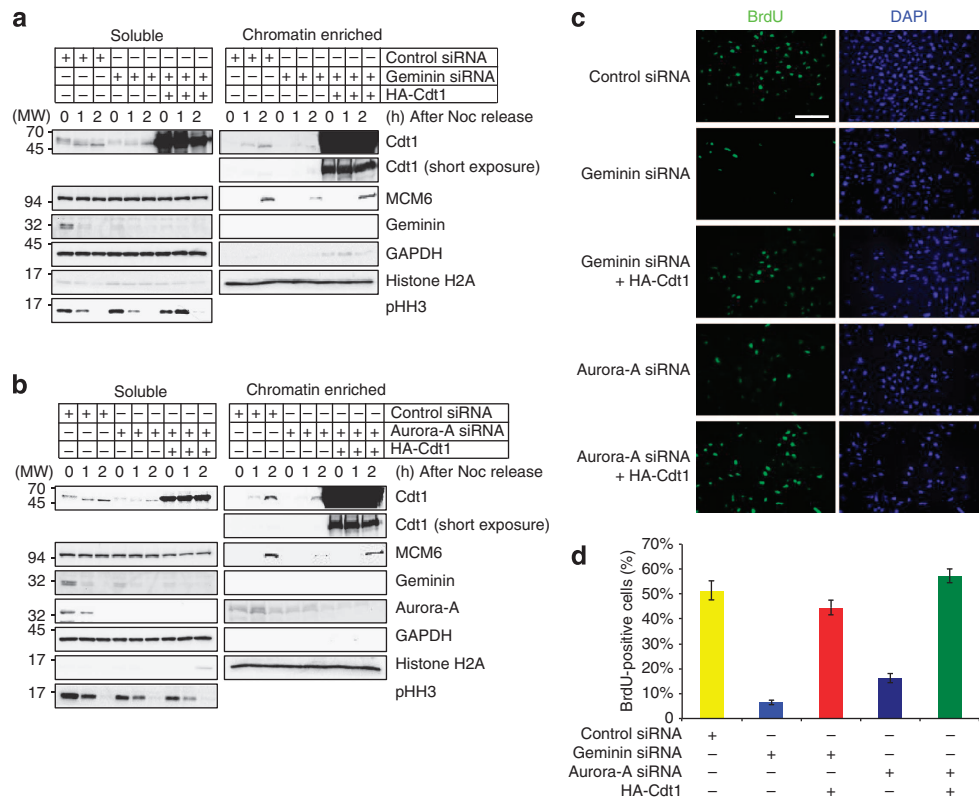 a
Soluble
Chromatin enriched
+ + + – – – – – – + + + – – – – – – Control siRNA
– – – + + + + + + – – – + + + + + + Geminin siRNA
– – – – – – + + + – – – – – – + + + HA-Cdt1
(MW) 0 1 2 0 1 2 0 1 2 0 1 2 0 1 2 0 1 2 (h) After Noc release
70
45
Cdt1
Cdt1 (short exposure)
94
MCM6
32
Geminin
45
GAPDH
17
Histone H2A
17
pHH3
b
Soluble
Chromatin enriched
+ + + – – – – – – + + + – – – – – – Control siRNA
– – – + + + + + + – – – + + + + + + Aurora-A siRNA
– – – – – – + + + – – – – – – + + + HA-Cdt1
(MW) 0 1 2 0 1 2 0 1 2 0 1 2 0 1 2 0 1 2 (h) After Noc release
70
45
Cdt1
Cdt1 (short exposure)
94
MCM6
32
Geminin
32
Aurora-A
45
GAPDH
17
Histone H2A
17
pHH3
c
BrdU
DAPI
Control siRNA
Geminin siRNA
Geminin siRNA
+ HA-Cdt1
Aurora-A siRNA
Aurora-A siRNA
+ HA-Cdt1
d
BrdU-positive cells (%)
70%
60%
50%
40%
30%
20%
10%
0
Control siRNA + – – – –
Geminin siRNA – + + – –
Aurora-A siRNA – – – + +
HA-Cdt1 – – + – +